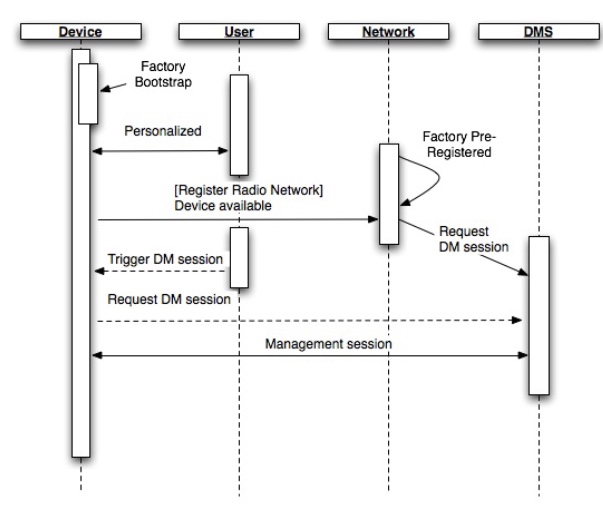 Device
User
Network
DMS
Factory
Bootstrap
Personalized
Factory Pre-
Registered
[Register Radio Network]
Device available
Request
DM session
Trigger DM session
Request DM session
Management session